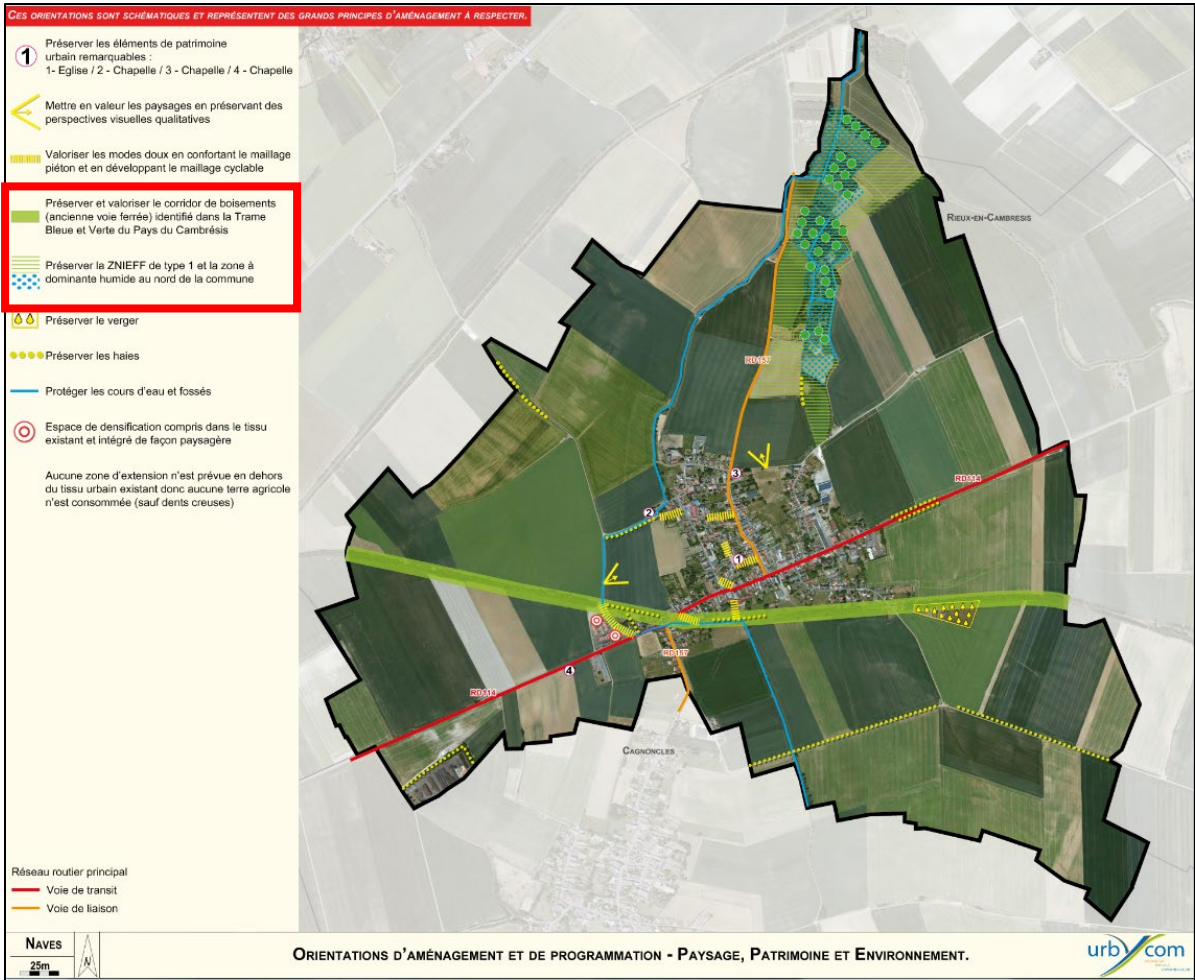 CES ORIENTATIONS SONT SCHÉMATIQUES ET REPRÉSENTENT DES GRANDS PRINCIPES D'AMÉNAGEMENT À RESPECTER.
1
Préserver les éléments de patrimoine
urbain remarquables :
1- Eglise / 2 - Chapelle / 3 - Chapelle / 4 - Chapelle
Mettre en valeur les paysages en préservant des
perspectives visuelles qualitatives
Valoriser les modes doux en confortant le maillage
piéton et en développant le maillage cyclable
Préserver et valoriser le corridor de boisements
(ancienne voie ferrée) identifié dans la Trame
Bleue et Verte du Pays du Cambrésis
Préserver la ZNIEFF de type 1 et la zone à
dominante humide au nord de la commune
Préserver le verger
Préserver les haies
Protéger les cours d'eau et fossés
Espace de densification compris dans le tissu
existant et intégré de façon paysagère
Aucune zone d'extension n'est prévue en dehors
du tissu urbain existant donc aucune terre agricole
n'est consommée (sauf dents creuses)
Réseau routier principal
Voie de transit
Voie de liaison
RIEUX-EN-CAMBRESIS
RD157
3
RD114
2
1
RD157
4
RD114
CAGNONCLES
NAVES
25m
N
ORIENTATIONS D'AMÉNAGEMENT ET DE PROGRAMMATION - PAYSAGE, PATRIMOINE ET ENVIRONNEMENT.
urbycom